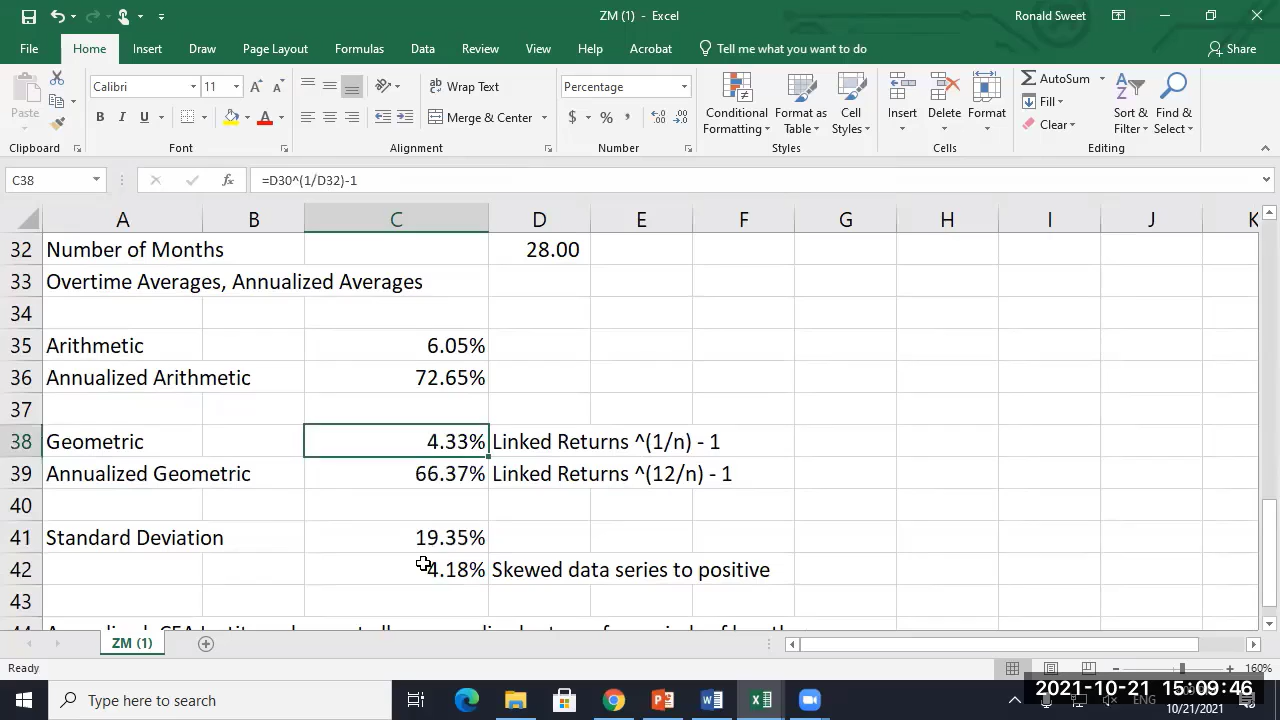 ZM (1) - Excel
Ronald Sweet
File Home Insert Draw Page Layout Formulas Data Review View Help Acrobat Tell me what you want to do Share
Paste
Clipboard
Calibri 11
B I U
Font
Wrap Text
Merge & Center
Alignment
Percentage
$ % ,
Number
Conditional Formatting
Format as Table
Cell Styles
Styles
Insert Delete Format
Cells
AutoSum
Fill
Clear
Sort & Filter
Find & Select
Editing
C38 fx =D30^(1/D32)-1
A B C D E F G H I J K
32 Number of Months 28.00
33 Overtime Averages, Annualized Averages
34
35 Arithmetic 6.05%
36 Annualized Arithmetic 72.65%
37
38 Geometric 4.33% Linked Returns ^(1/n) - 1
39 Annualized Geometric 66.37% Linked Returns ^(12/n) - 1
40
41 Standard Deviation 19.35%
42 4.18% Skewed data series to positive
43
ZM (1)
Ready 160%
Type here to search
2021-10-21 15:09:46
ENG
10/21/2021